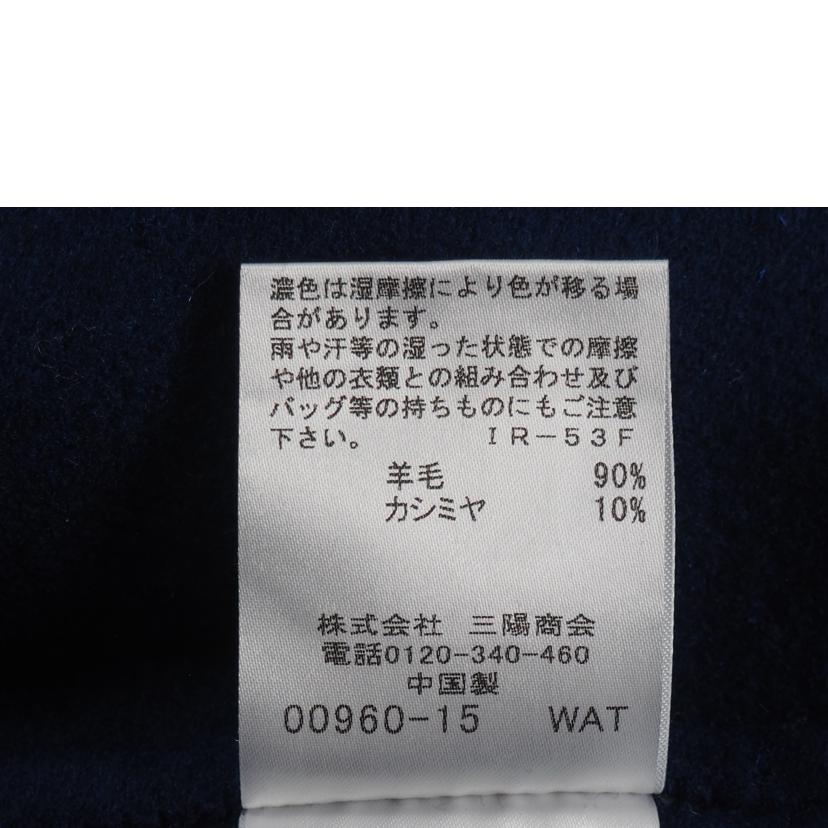 濃色は湿摩擦により色が移る場
合があります。
雨や汗等の湿った状態での摩擦
や他の衣類との組み合わせ及び
バッグ等の持ちものにもご注意
下さい。 ＩＲ－５３Ｆ
羊毛 90%
カシミヤ 10%
株式会社 三陽商会
電話0120-340-460
中国製
00960-15 WAT